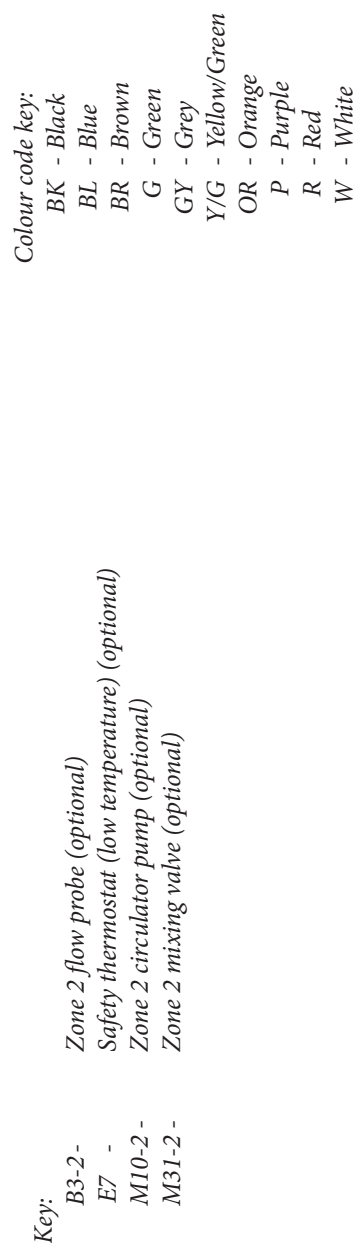 Key:
B3-2 - Zone 2 flow probe (optional)
E7 - Safety thermostat (low temperature) (optional)
M10-2 - Zone 2 circulator pump (optional)
M31-2 - Zone 2 mixing valve (optional)
Colour code key:
BK - Black
BL - Blue
BR - Brown
G - Green
GY - Grey
Y/G - Yellow/Green
OR - Orange
P - Purple
R - Red
W - White